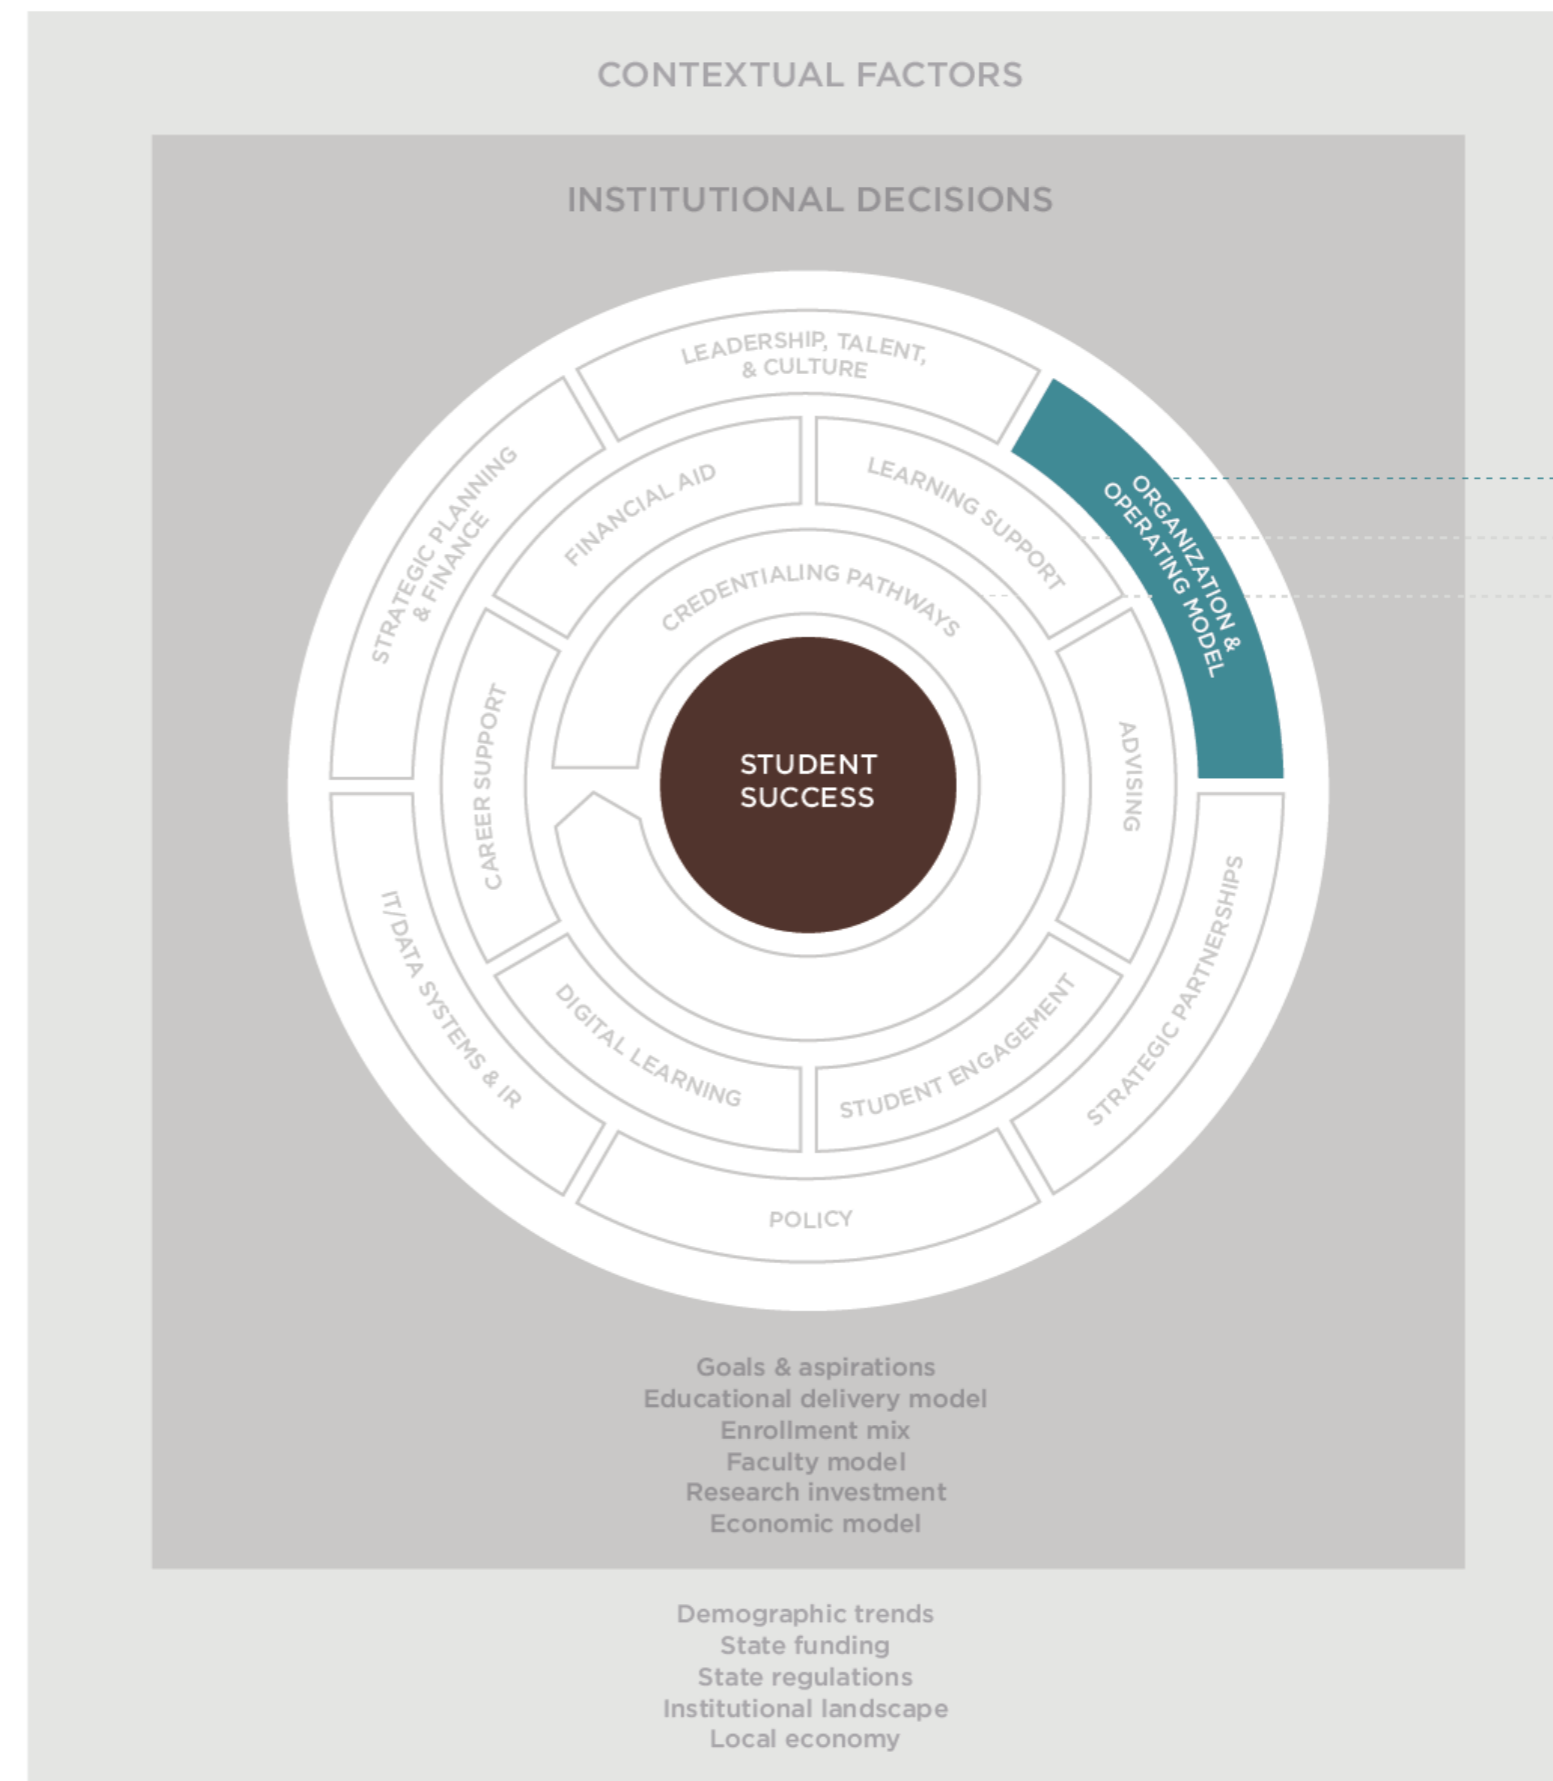 CONTEXTUAL FACTORS
INSTITUTIONAL DECISIONS
LEADERSHIP, TALENT,
& CULTURE
ORGANIZATION &
OPERATING MODEL
STRATEGIC PLANNING
& FINANCE
FINANCIAL AID
LEARNING SUPPORT
CREDENTIALING PATHWAYS
CAREER SUPPORT
STUDENT
SUCCESS
ADVISING
STRATEGIC PARTNERSHIPS
IT/DATA SYSTEMS & IR
DIGITAL LEARNING
STUDENT ENGAGEMENT
POLICY
Goals & aspirations
Educational delivery model
Enrollment mix
Faculty model
Research investment
Economic model
Demographic trends
State funding
State regulations
Institutional landscape
Local economy